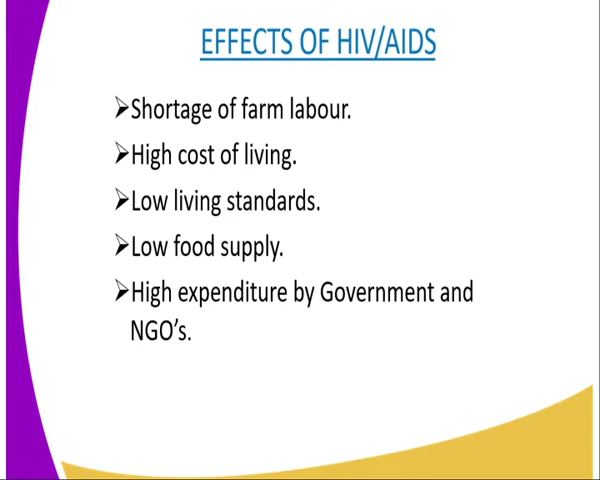 EFFECTS OF HIV/AIDS
➢Shortage of farm labour.
➢High cost of living.
➢Low living standards.
➢Low food supply.
➢High expenditure by Government and
NGO’s.